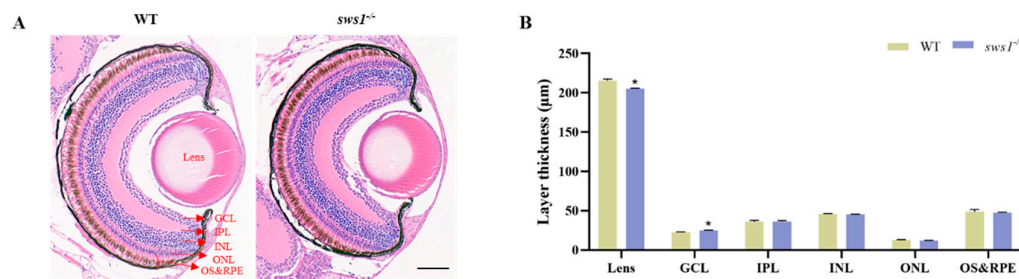 A
WT
sws1-/-
Lens
GCL
IPL
INL
ONL
OS&RPE
B
WT
sws1-/-
Layer thickness (μm)
250
200
150
100
50
0
*
*
Lens GCL IPL INL ONL OS&RPE